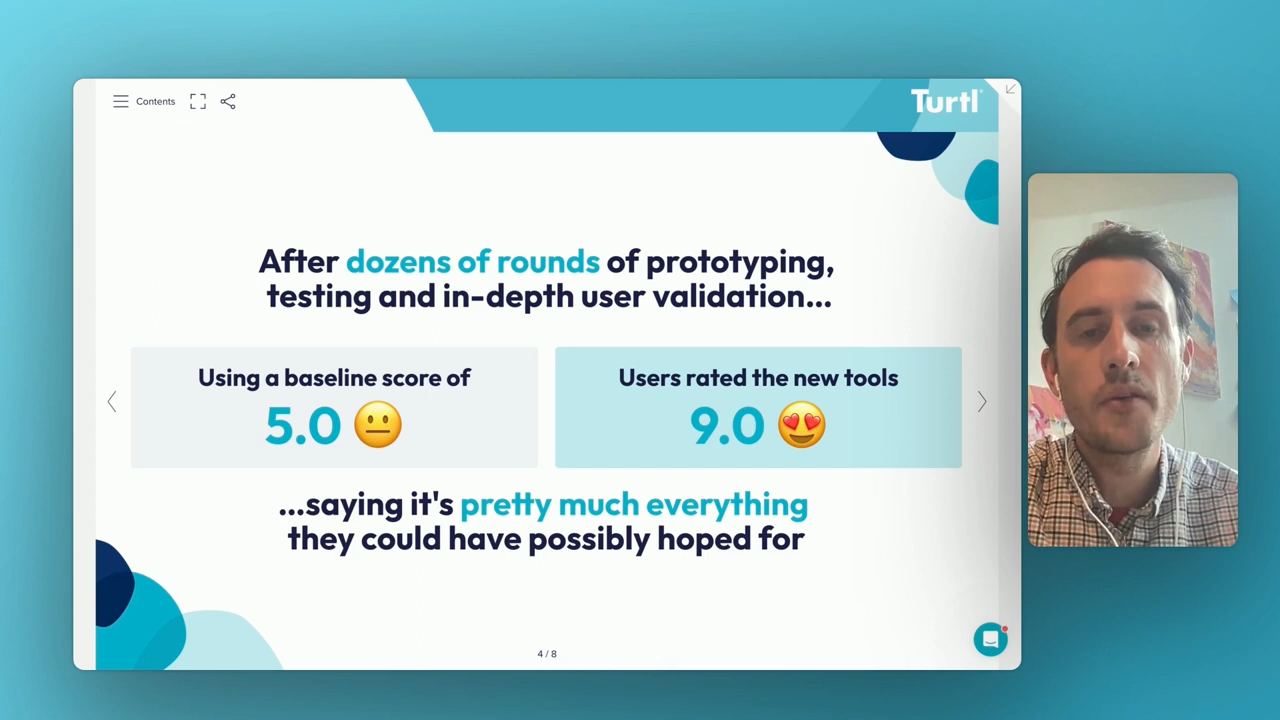 Contents
Turtl
After dozens of rounds of prototyping,
testing and in-depth user validation...
Using a baseline score of
5.0 😐
Users rated the new tools
9.0 😍
...saying it's pretty much everything
they could have possibly hoped for
4 / 8